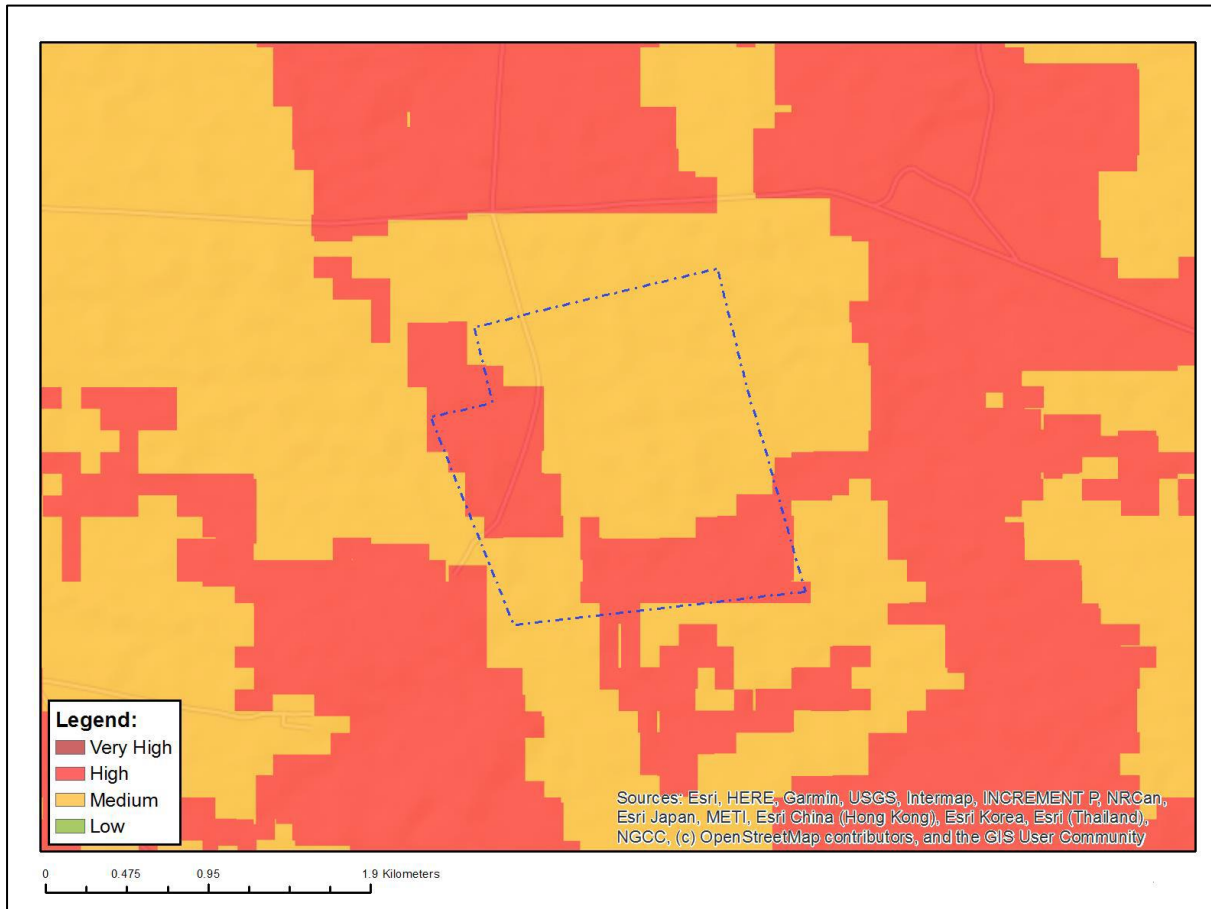 Legend:
Very High
High
Medium
Low
Sources: Esri, HERE, Garmin, USGS, Intermap, INCREMENT P, NRCan,
Esri Japan, METI, Esri China (Hong Kong), Esri Korea, Esri (Thailand),
NGCC, (c) OpenStreetMap contributors, and the GIS User Community
0 0.475 0.95 1.9 Kilometers